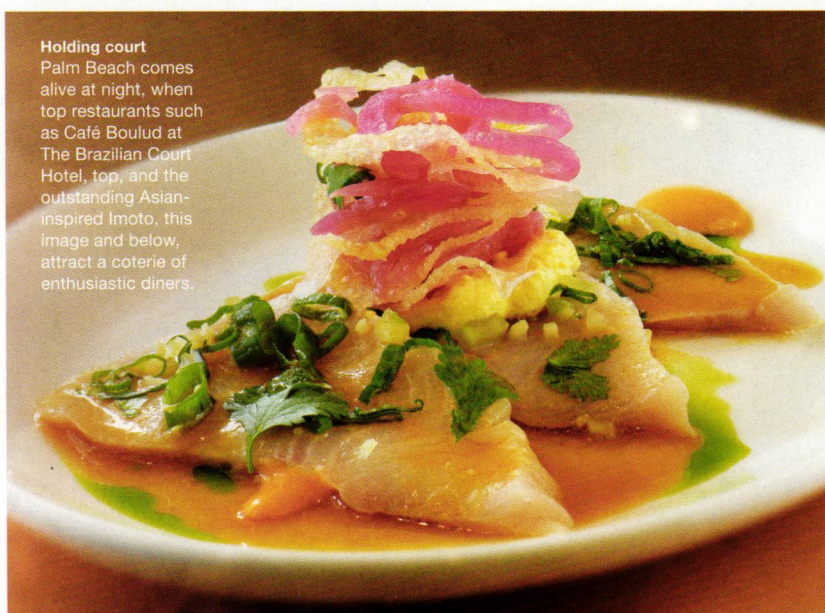 Holding court
Palm Beach comes
alive at night, when
top restaurants such
as Café Boulud at
The Brazilian Court
Hotel, top, and the
outstanding Asian-
inspired Imoto, this
image and below,
attract a coterie of
enthusiastic diners.